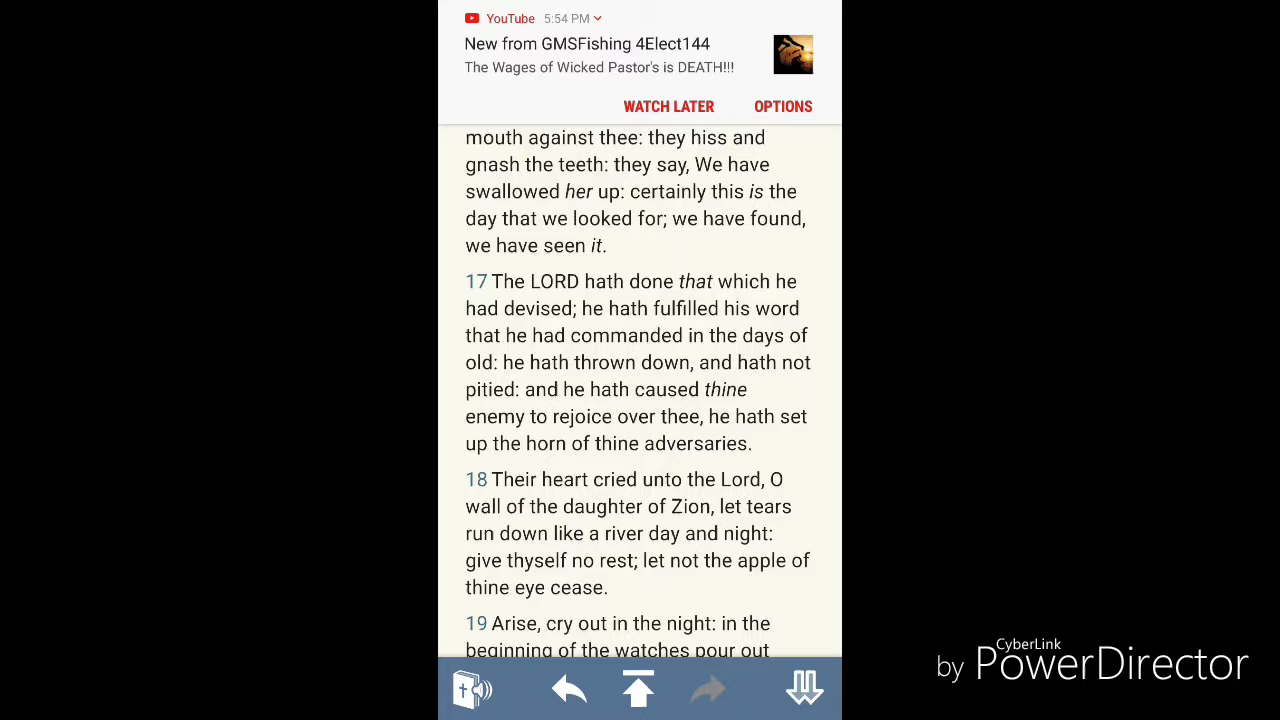 YouTube 5:54 PM
New from GMSFishing 4Elect144
The Wages of Wicked Pastor's is DEATH!!!
WATCH LATER OPTIONS
mouth against thee: they hiss and
gnash the teeth: they say, We have
swallowed her up: certainly this is the
day that we looked for; we have found,
we have seen it.
17 The LORD hath done that which he
had devised; he hath fulfilled his word
that he had commanded in the days of
old: he hath thrown down, and hath not
pitied: and he hath caused thine
enemy to rejoice over thee, he hath set
up the horn of thine adversaries.
18 Their heart cried unto the Lord, O
wall of the daughter of Zion, let tears
run down like a river day and night:
give thyself no rest; let not the apple of
thine eye cease.
19 Arise, cry out in the night: in the
beginning of the watches pour out
CyberLink
by PowerDirector